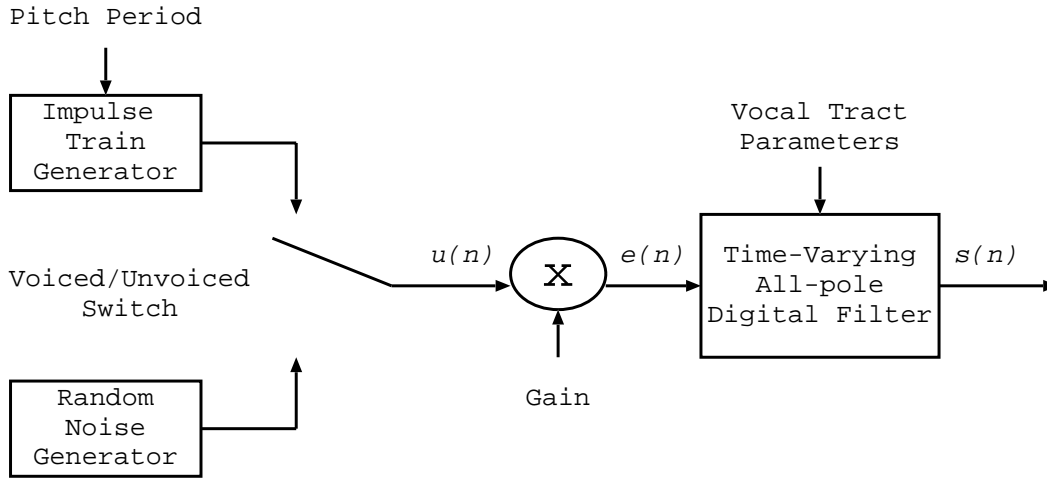 Pitch Period
Impulse
Train
Generator
Vocal Tract
Parameters
Voiced/Unvoiced
Switch
u(n)
X
e(n)
Time-Varying
All-pole
Digital Filter
s(n)
Gain
Random
Noise
Generator